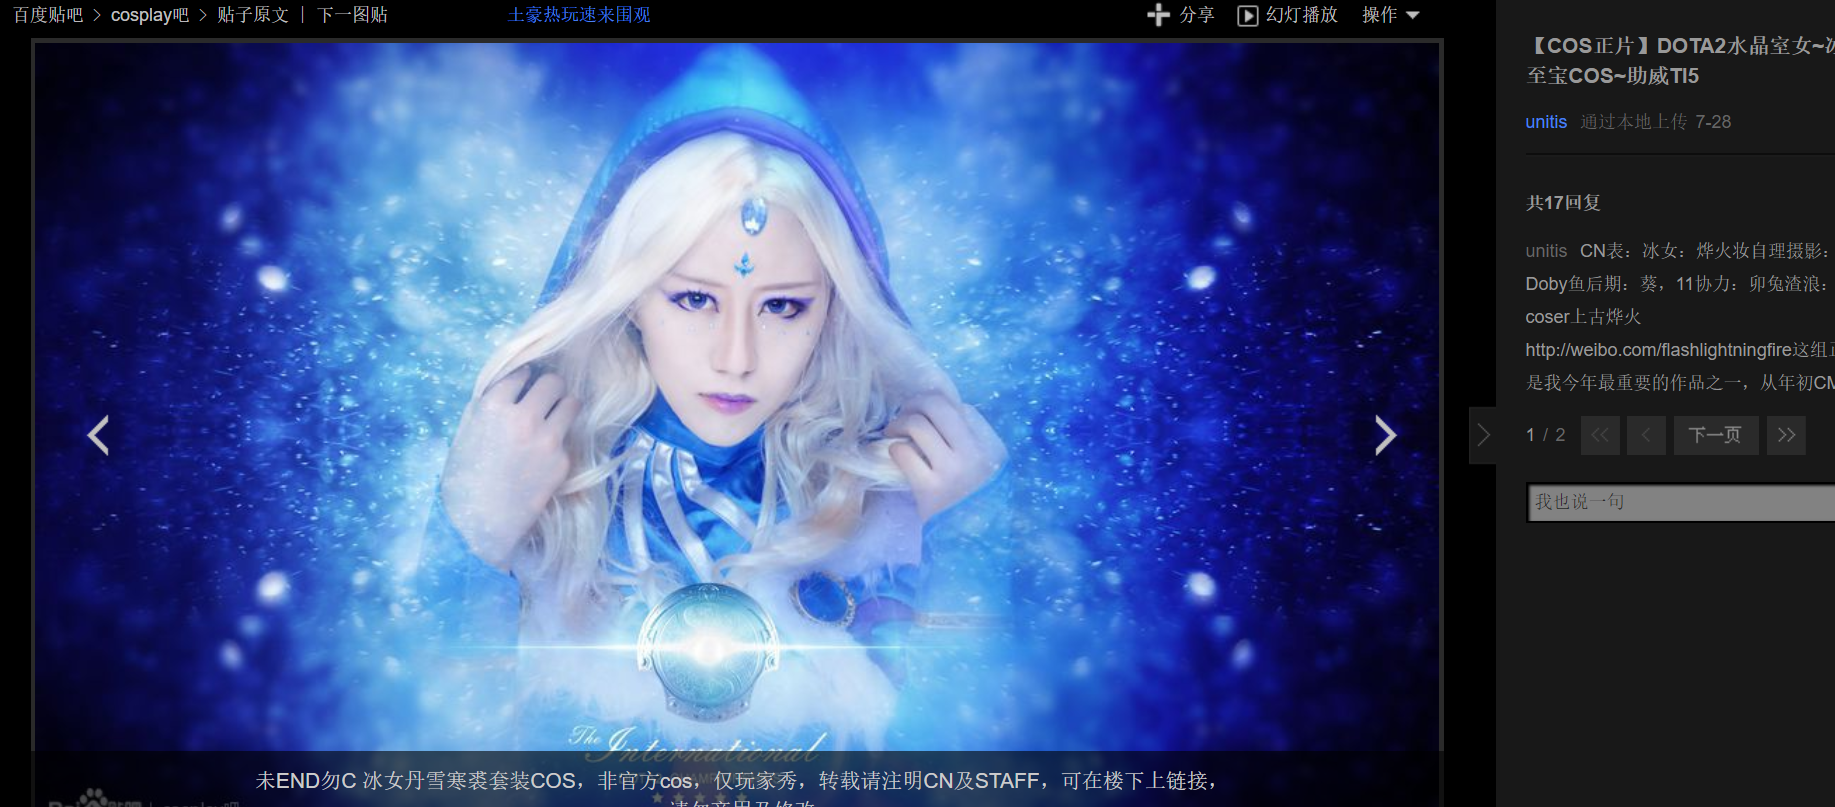 百度贴吧 > cosplay吧 > 贴子原文 | 下一图贴
土豪热玩速来围观
分享 幻灯播放 操作
【COS正片】DOTA2水晶室女~冰
至宝COS~助威TI5
unitis 通过本地上传 7-28
共17回复
unitis CN表：冰女：烨火妆自理摄影：
Doby鱼后期：葵，11协力：卯兔渣浪：
coser上古烨火
http://weibo.com/flashlightningfire这组正
是我今年最重要的作品之一，从年初CM
1 / 2 << < 下一页 >>
我也说一句
The International
未END勿C 冰女丹雪寒裘套装COS，非官方cos，仅玩家秀，转载请注明CN及STAFF，可在楼下上链接，